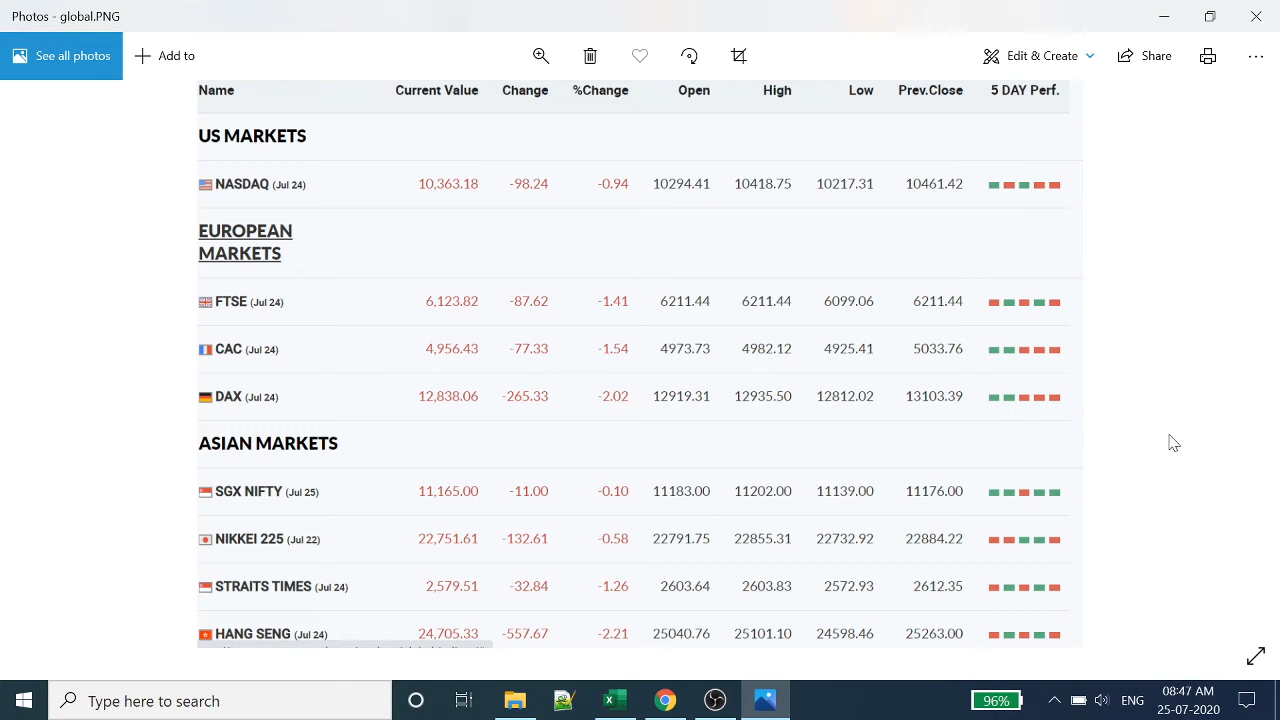 Photos - global.PNG
See all photos
Add to
Edit & Create
Share
Name Current Value Change %Change Open High Low Prev.Close 5 DAY Perf.
US MARKETS
NASDAQ (Jul 24) 10,363.18 -98.24 -0.94 10294.41 10418.75 10217.31 10461.42
EUROPEAN
MARKETS
FTSE (Jul 24) 6,123.82 -87.62 -1.41 6211.44 6211.44 6099.06 6211.44
CAC (Jul 24) 4,956.43 -77.33 -1.54 4973.73 4982.12 4925.41 5033.76
DAX (Jul 24) 12,838.06 -265.33 -2.02 12919.31 12935.50 12812.02 13103.39
ASIAN MARKETS
SGX NIFTY (Jul 25) 11,165.00 -11.00 -0.10 11183.00 11202.00 11139.00 11176.00
NIKKEI 225 (Jul 22) 22,751.61 -132.61 -0.58 22791.75 22855.31 22732.92 22884.22
STRAITS TIMES (Jul 24) 2,579.51 -32.84 -1.26 2603.64 2603.83 2572.93 2612.35
HANG SENG (Jul 24) 24,705.33 -557.67 -2.21 25040.76 25101.10 24598.46 25263.00
Type here to search
96%
ENG
08:47 AM
25-07-2020